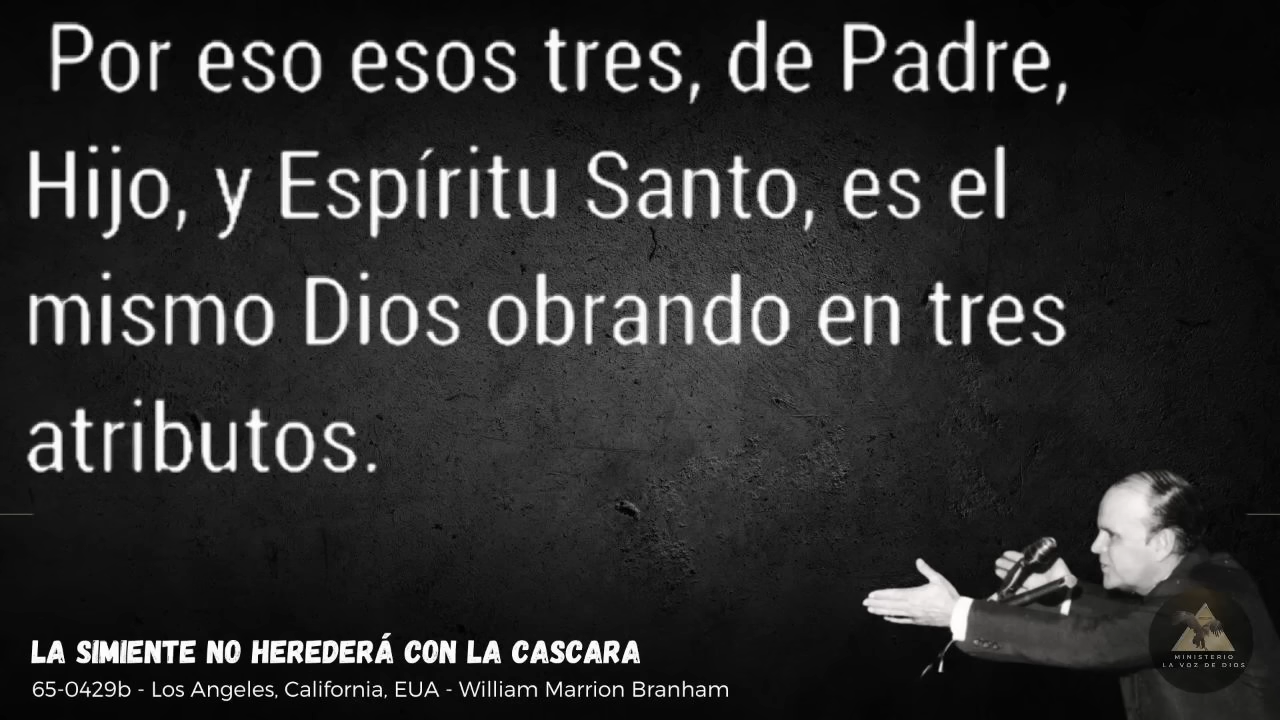 Por eso esos tres, de Padre,
Hijo, y Espíritu Santo, es el
mismo Dios obrando en tres
atributos.
LA SIMIENTE NO HEREDERÁ CON LA CASCARA
65-0429b - Los Angeles, California, EUA - William Marrion Branham
MINISTERIO
LA VOZ DE DIOS